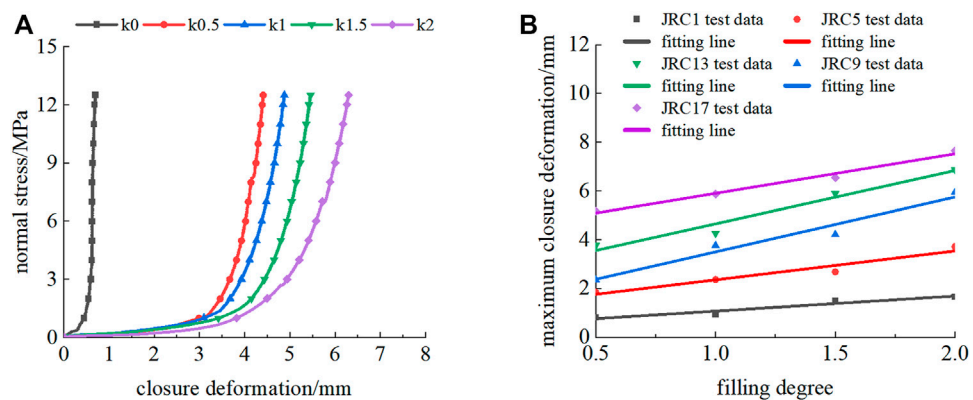 A
k0 k0.5 k1 k1.5 k2
15
12
9
6
3
0
normal stress/MPa
0 1 2 3 4 5 6 7 8
closure deformation/mm
B
JRC1 test data JRC5 test data
fitting line fitting line
JRC13 test data JRC9 test data
fitting line fitting line
JRC17 test data
fitting line
12
10
8
6
4
2
0
maximum closure deformation/mm
0.5 1.0 1.5 2.0
filling degree